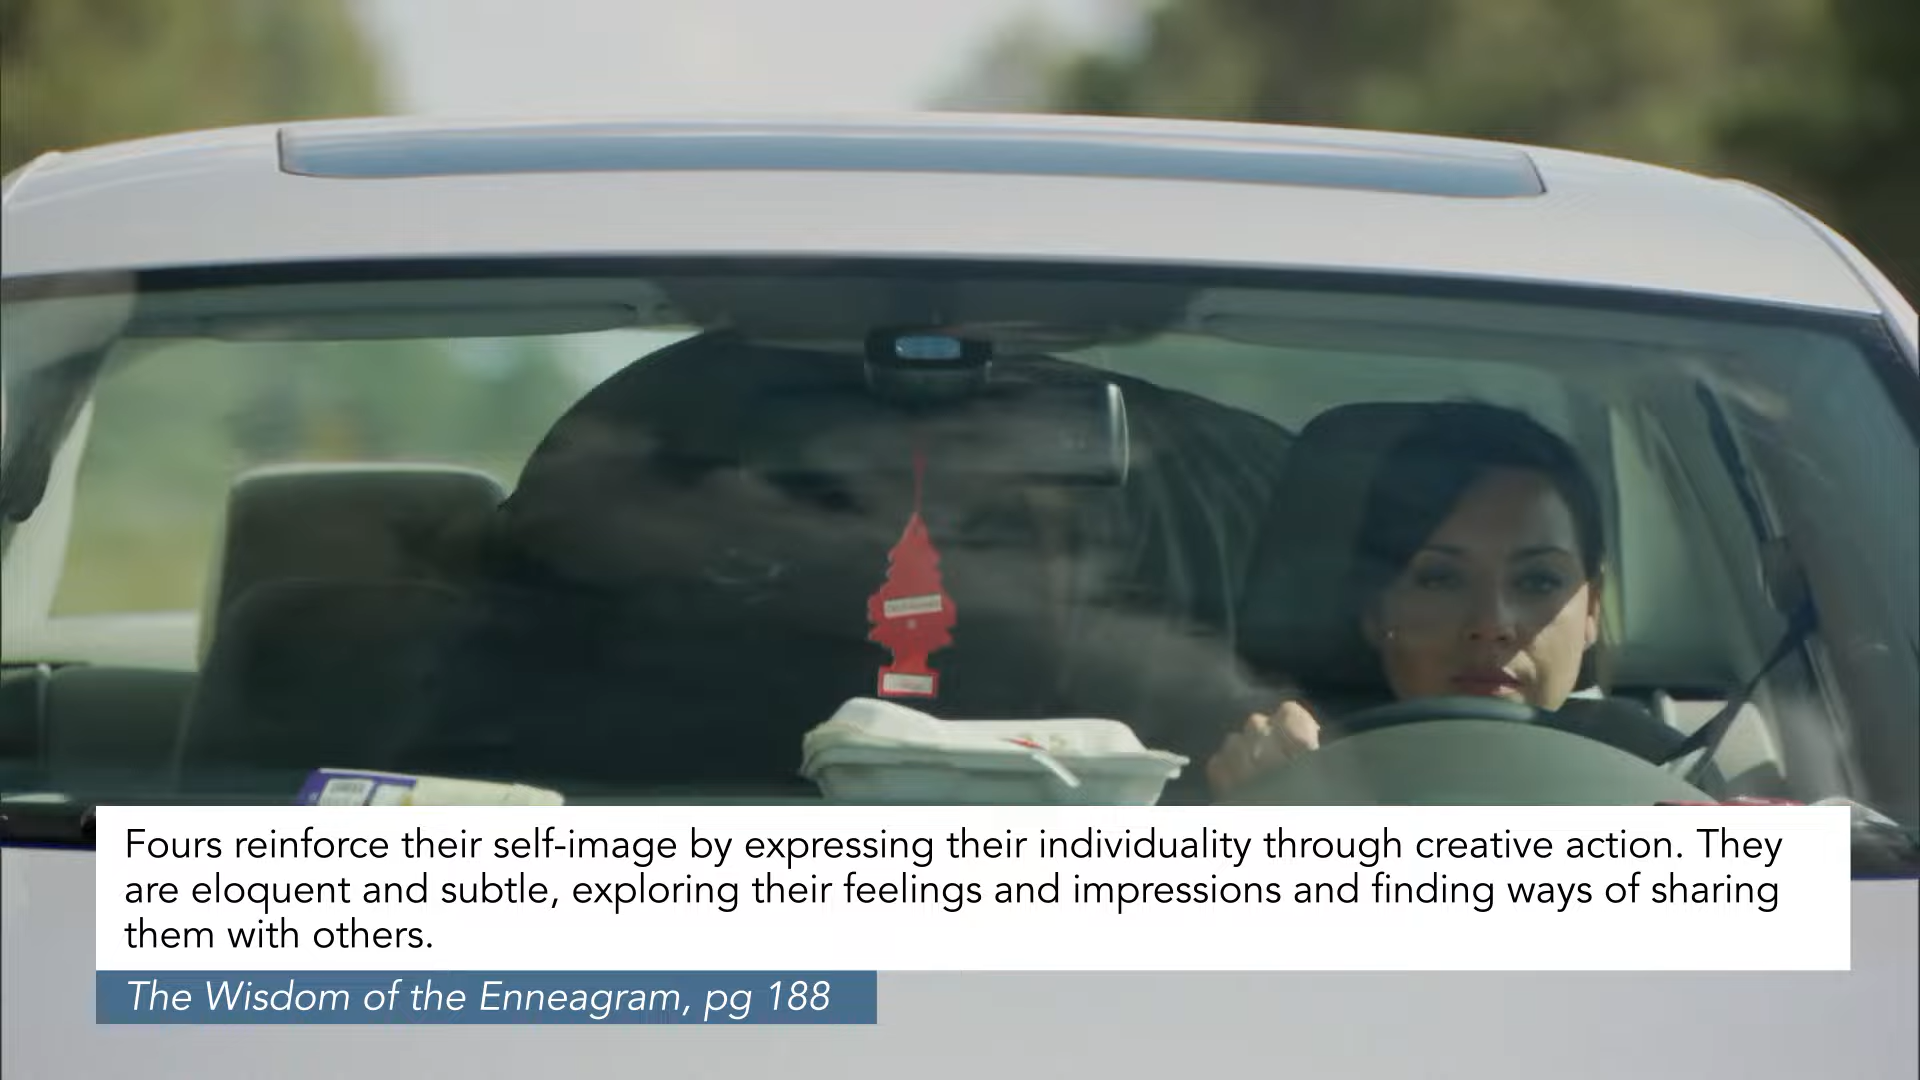 Fours reinforce their self-image by expressing their individuality through creative action. They
are eloquent and subtle, exploring their feelings and impressions and finding ways of sharing
them with others.
The Wisdom of the Enneagram, pg 188